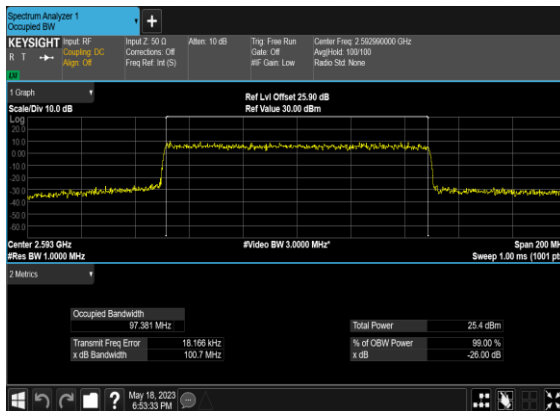 Spectrum Analyzer 1
Occupied BW
KEYSIGHT
R T
Input: RF
Coupling: DC
Align: Off
Input Z: 50 Ω
Corrections: Off
Freq Ref: Int (S)
Atten: 10 dB
Trig: Free Run
Gate: Off
#IF Gain: Low
Center Freq: 2.592990000 GHz
Avg|Hold: 100/100
Radio Std: None
1 Graph
Scale/Div 10.0 dB
Ref Lvl Offset 25.90 dB
Ref Value 30.00 dBm
Log
20.0
10.0
0.00
-10.0
-20.0
-30.0
-40.0
-50.0
-60.0
Center 2.593 GHz
#Res BW 1.0000 MHz
#Video BW 3.0000 MHz*
Span 200 MH
Sweep 1.00 ms (1001 pts
2 Metrics
Occupied Bandwidth
97.381 MHz
Transmit Freq Error 18.166 kHz
x dB Bandwidth 100.7 MHz
Total Power 25.4 dBm
% of OBW Power 99.00 %
x dB -26.00 dB
May 18, 2023
6:53:33 PM